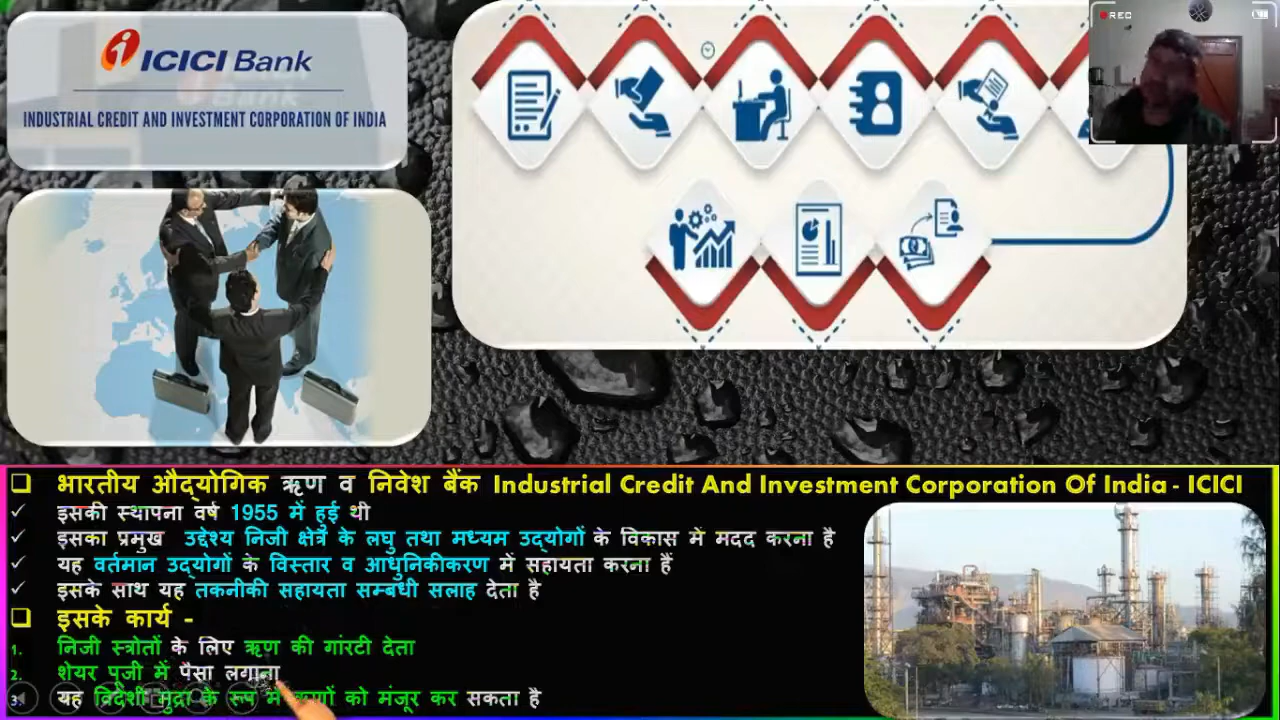 ICICI Bank
INDUSTRIAL CREDIT AND INVESTMENT CORPORATION OF INDIA
REC
भारतीय औद्योगिक ऋण व निवेश बैंक Industrial Credit And Investment Corporation Of India - ICICI
इसकी स्थापना वर्ष 1955 में हुई थी
इसका प्रमुख उद्देश्य निजी क्षेत्र के लघु तथा मध्यम उद्योगों के विकास में मदद करना है
यह वर्तमान उद्योगों के विस्तार व आधुनिकीकरण में सहायता करना हैं
इसके साथ यह तकनीकी सहायता सम्बंधी सलाह देता है
इसके कार्य -
1. निजी स्त्रोतों के लिए ऋण की गांरटी देता
2. शेयर पूजी में पैसा लगाना
3. यह विदेशी मुद्रा के रूप में को मंजूर कर सकता है